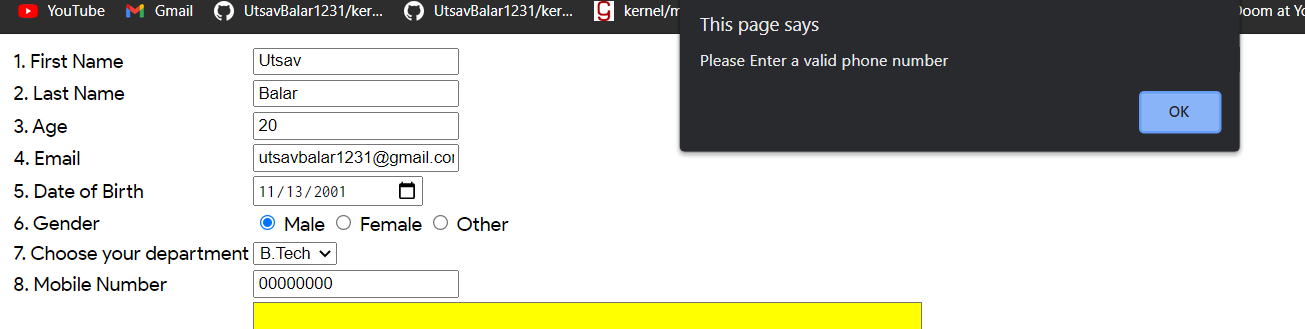 YouTube Gmail UtsavBalar1231/ker... UtsavBalar1231/ker... kernel/m Doom at Yo
This page says
Please Enter a valid phone number
OK
1. First Name Utsav
2. Last Name Balar
3. Age 20
4. Email utsavbalar1231@gmail.com
5. Date of Birth 11/13/2001
6. Gender Male Female Other
7. Choose your department B.Tech
8. Mobile Number 00000000